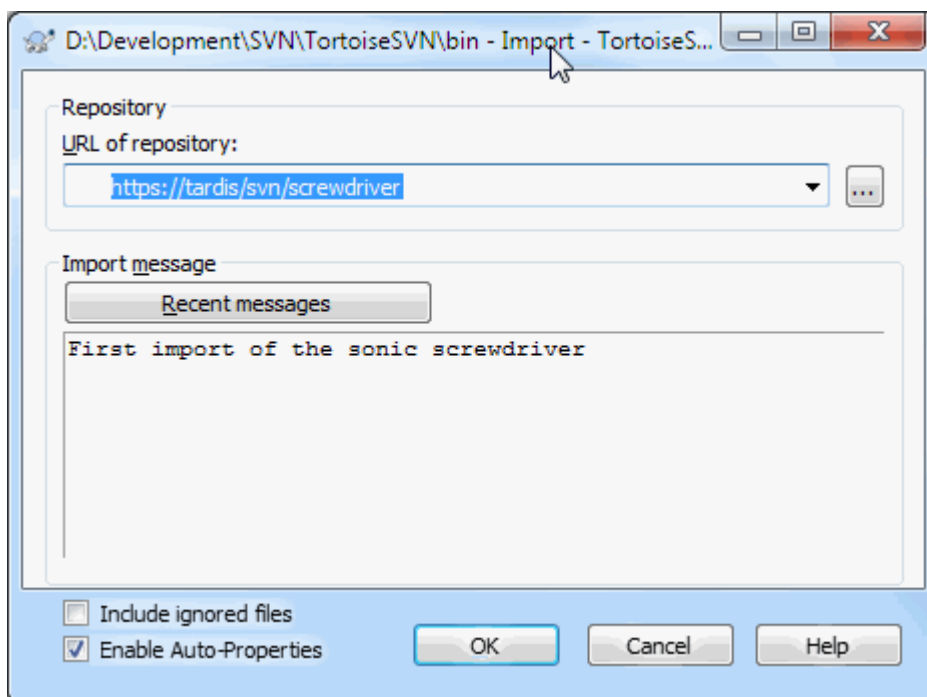 D:\Development\SVN\TortoiseSVN\bin - Import - TortoiseS...
Repository
URL of repository:
https://tardis/svn/screwdriver
...
Import message
Recent messages
First import of the sonic screwdriver
Include ignored files
Enable Auto-Properties
OK
Cancel
Help